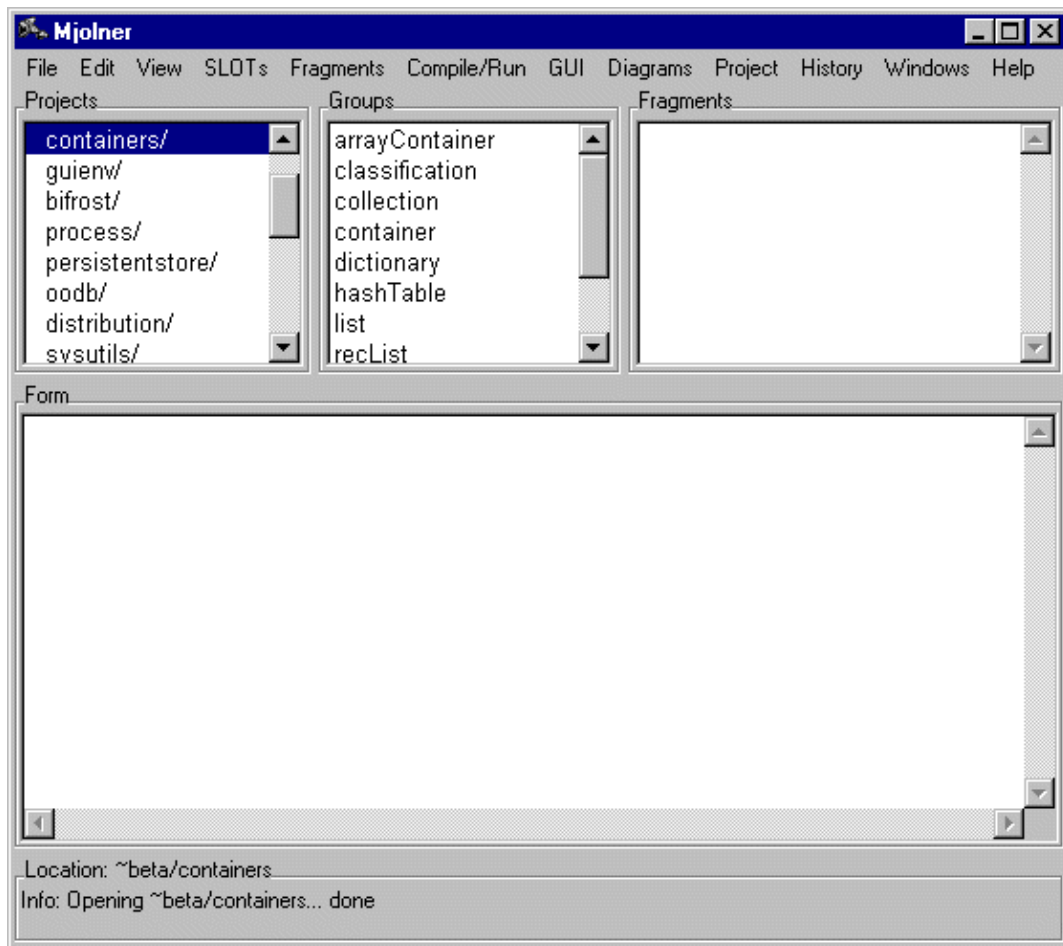 Mjolner
File Edit View SLOTs Fragments Compile/Run GUI Diagrams Project History Windows Help
Projects
containers/
guienv/
bifrost/
process/
persistentstore/
oodb/
distribution/
sysutils/
Groups
arrayContainer
classification
collection
container
dictionary
hashTable
list
recList
Fragments
Form
Location: ~beta/containers
Info: Opening ~beta/containers... done